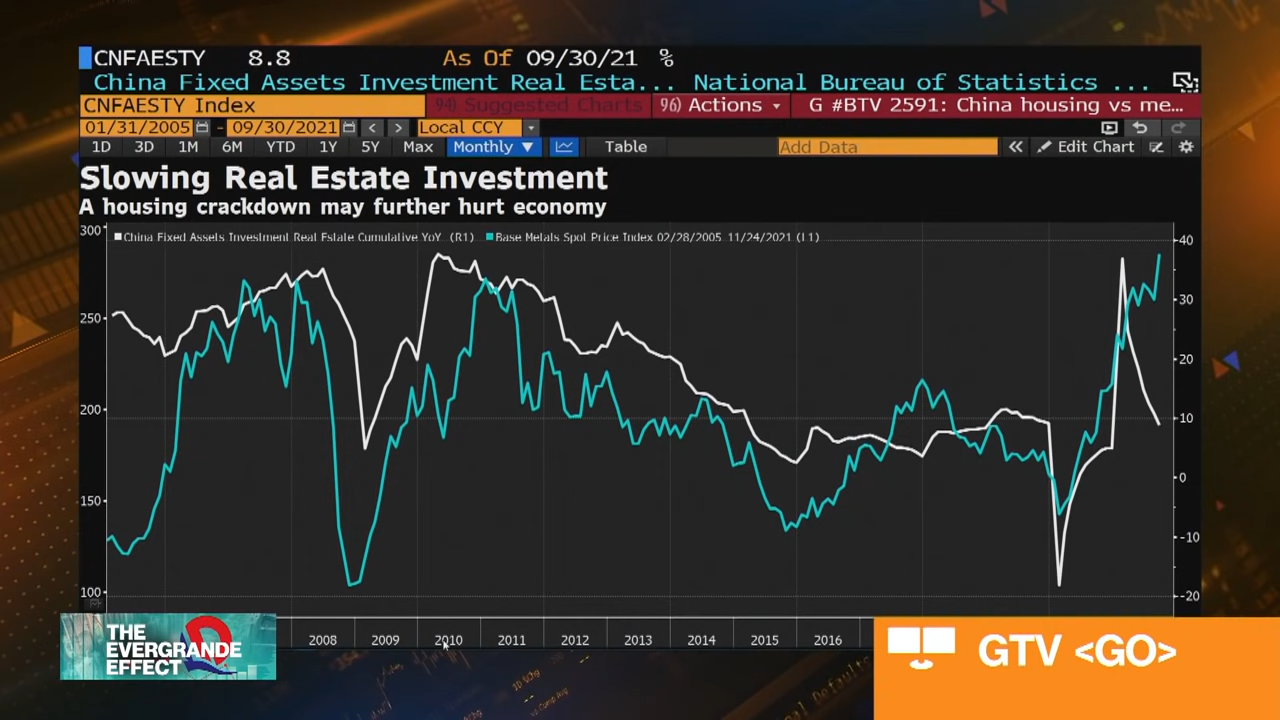 CNFAESTY 8.8 As Of 09/30/21 %
China Fixed Assets Investment Real Esta... National Bureau of Statistics ...
CNFAESTY Index 94) Suggested Charts 96) Actions G #BTV 2591: China housing vs me...
01/31/2005 - 09/30/2021 < > Local CCY
1D 3D 1M 6M YTD 1Y 5Y Max Monthly ▼ Table Add Data « Edit Chart
Slowing Real Estate Investment
A housing crackdown may further hurt economy
China Fixed Assets Investment Real Estate Cumulative YoY (R1) Base Metals Spot Price Index 02/28/2005 11/24/2021 (L1)
300
40
30
250
20
200
10
0
150
-10
100
-20
2008 2009 2010 2011 2012 2013 2014 2015 2016
THE
EVERGRANDE
EFFECT
GTV <GO>